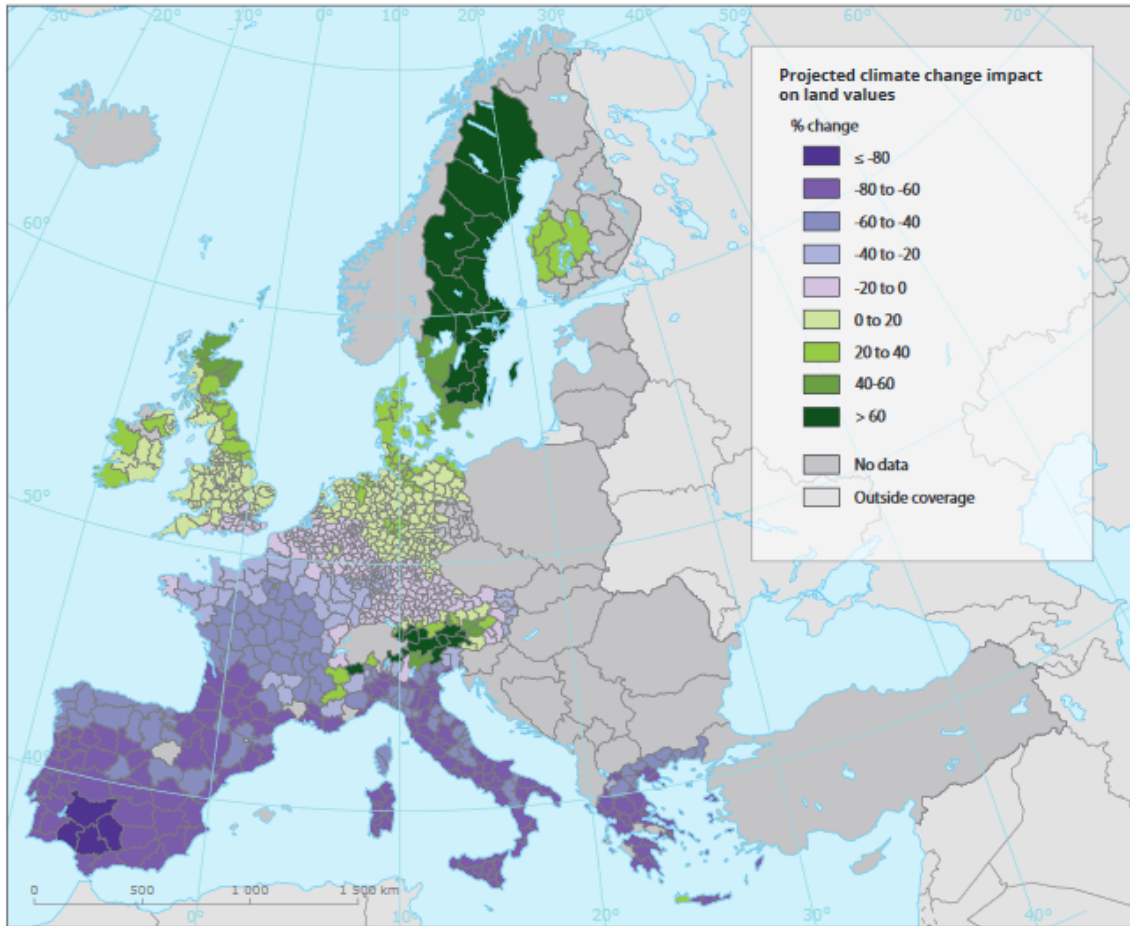 30° 20° 10° 0° 10° 20° 30° 40° 50° 60° 70°
Projected climate change impact
on land values
% change
≤ -80
-80 to -60
-60 to -40
-40 to -20
-20 to 0
0 to 20
20 to 40
40-60
> 60
No data
Outside coverage
60°
50°
40°
0 500 1 000 1 500 km
0° 10° 20° 30° 40°